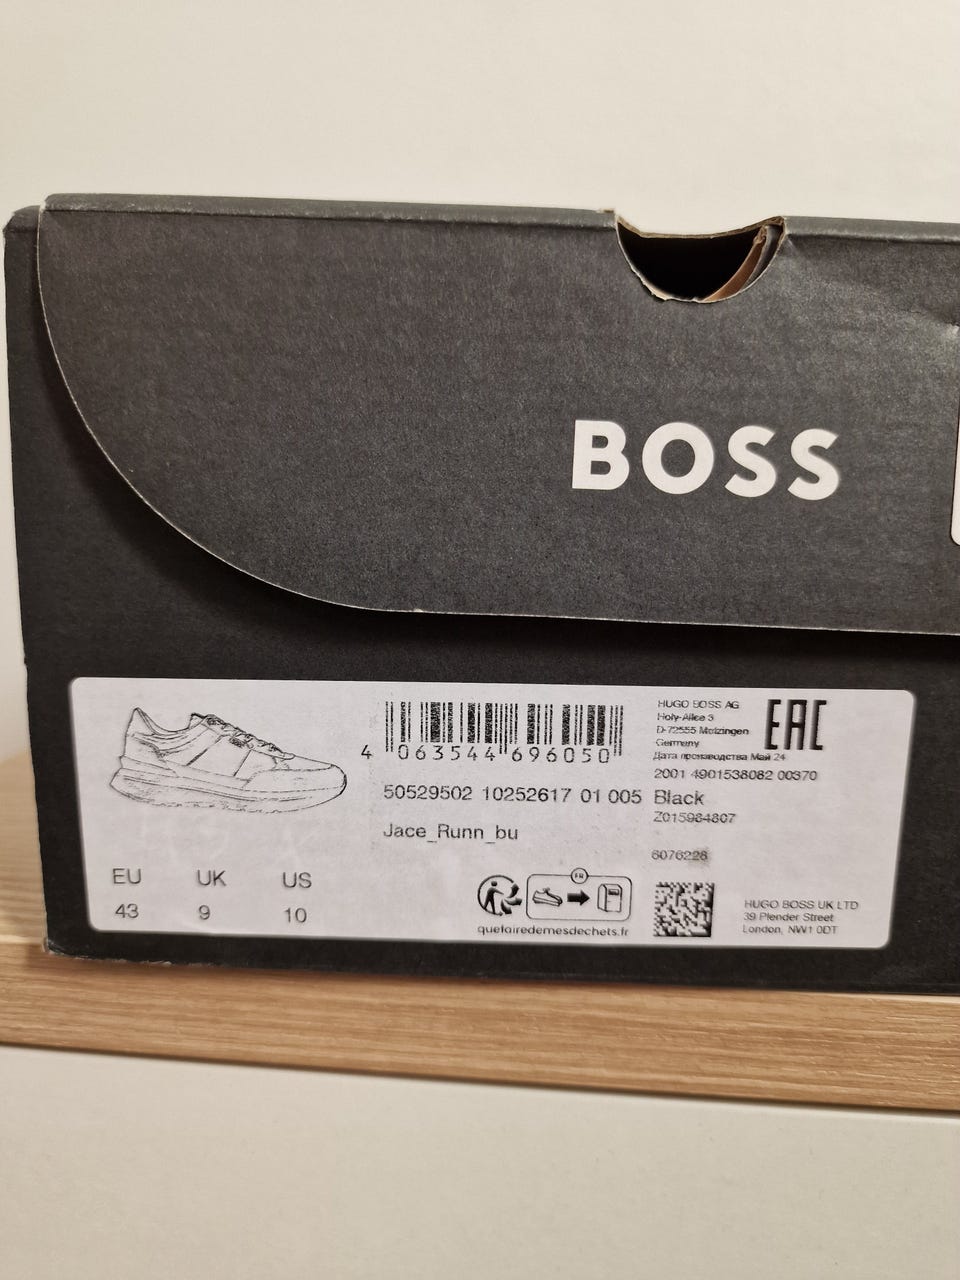 BOSS
4 063544 696050
50529502 10252617 01 005
Jace_Runn_bu
EU UK US
43 9 10
HUGO BOSS AG
Holy-Allee 3
D-72555 Metzingen
Germany
Дата производства Май 24
EAC
2001 4901538082 00370
Black
Z015984807
6076228
FR
quefairedemesdechets.fr
HUGO BOSS UK LTD
39 Plender Street
London, NW1 0DT